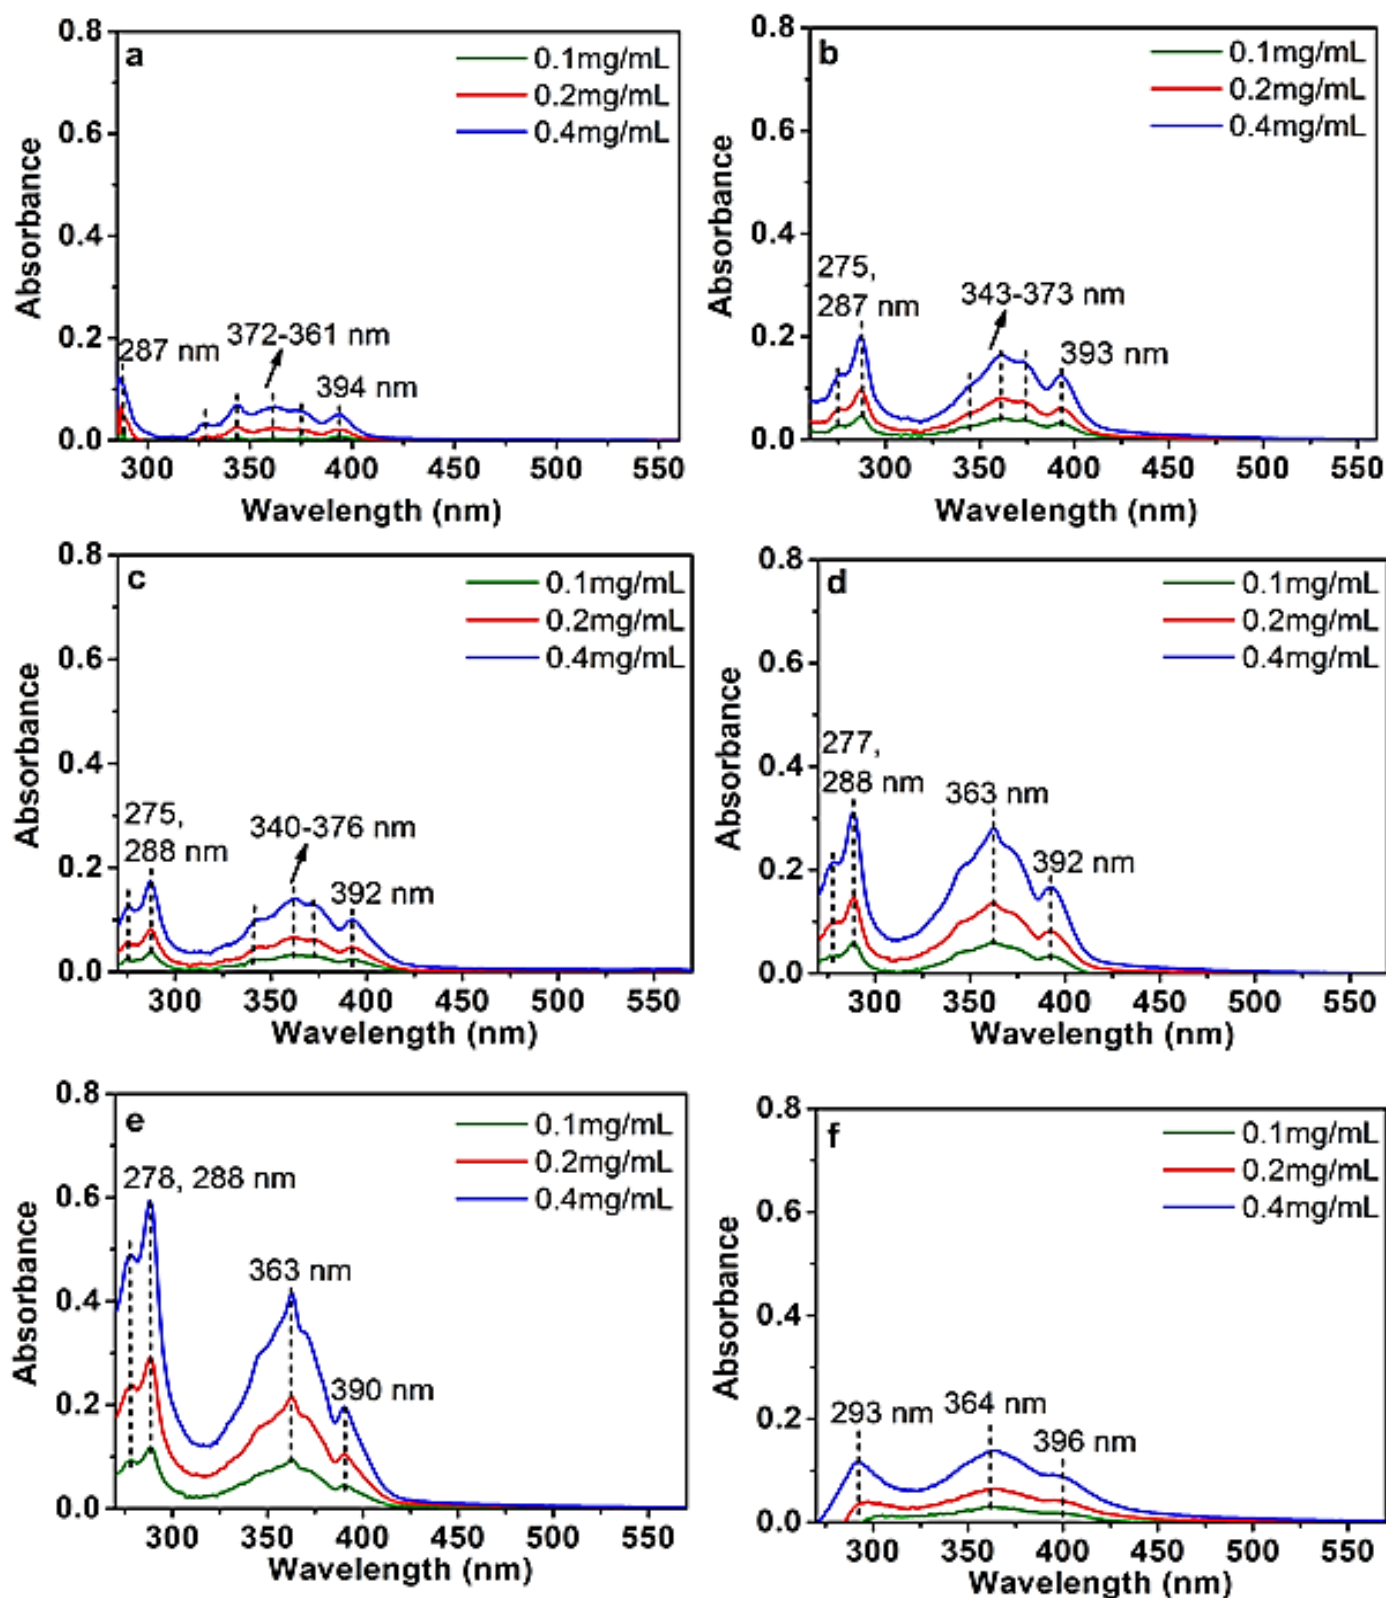 a
0.1mg/mL
0.2mg/mL
0.4mg/mL
0.8
0.6
0.4
0.2
0.0
Absorbance
287 nm
372-361 nm
394 nm
300 350 400 450 500 550
Wavelength (nm)
b
0.1mg/mL
0.2mg/mL
0.4mg/mL
0.8
0.6
0.4
0.2
0.0
Absorbance
275,
287 nm
343-373 nm
393 nm
300 350 400 450 500 550
Wavelength (nm)
c
0.1mg/mL
0.2mg/mL
0.4mg/mL
0.8
0.6
0.4
0.2
0.0
Absorbance
275,
288 nm
340-376 nm
392 nm
300 350 400 450 500 550
Wavelength (nm)
d
0.1mg/mL
0.2mg/mL
0.4mg/mL
0.8
0.6
0.4
0.2
0.0
Absorbance
277,
288 nm
363 nm
392 nm
300 350 400 450 500 550
Wavelength (nm)
e
0.1mg/mL
0.2mg/mL
0.4mg/mL
0.8
0.6
0.4
0.2
0.0
Absorbance
278, 288 nm
363 nm
390 nm
300 350 400 450 500 550
Wavelength (nm)
f
0.1mg/mL
0.2mg/mL
0.4mg/mL
0.8
0.6
0.4
0.2
0.0
Absorbance
293 nm
364 nm
396 nm
300 350 400 450 500 550
Wavelength (nm)